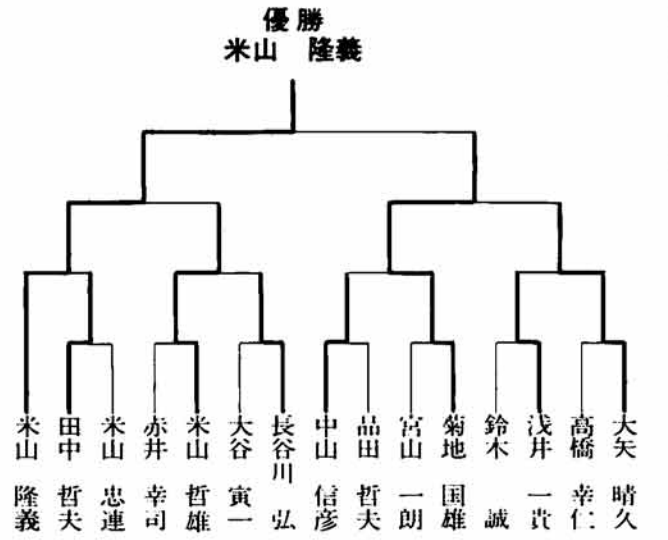 優勝
米山　隆義
米山　隆義
田中　哲夫
米山　忠連
赤井　幸司
米山　哲雄
大谷　寅一
長谷川　弘
中山　信彦
品田　哲夫
宮山　一朗
菊地　国雄
鈴木　誠
浅井　一貴
高橋　幸仁
大矢　晴久